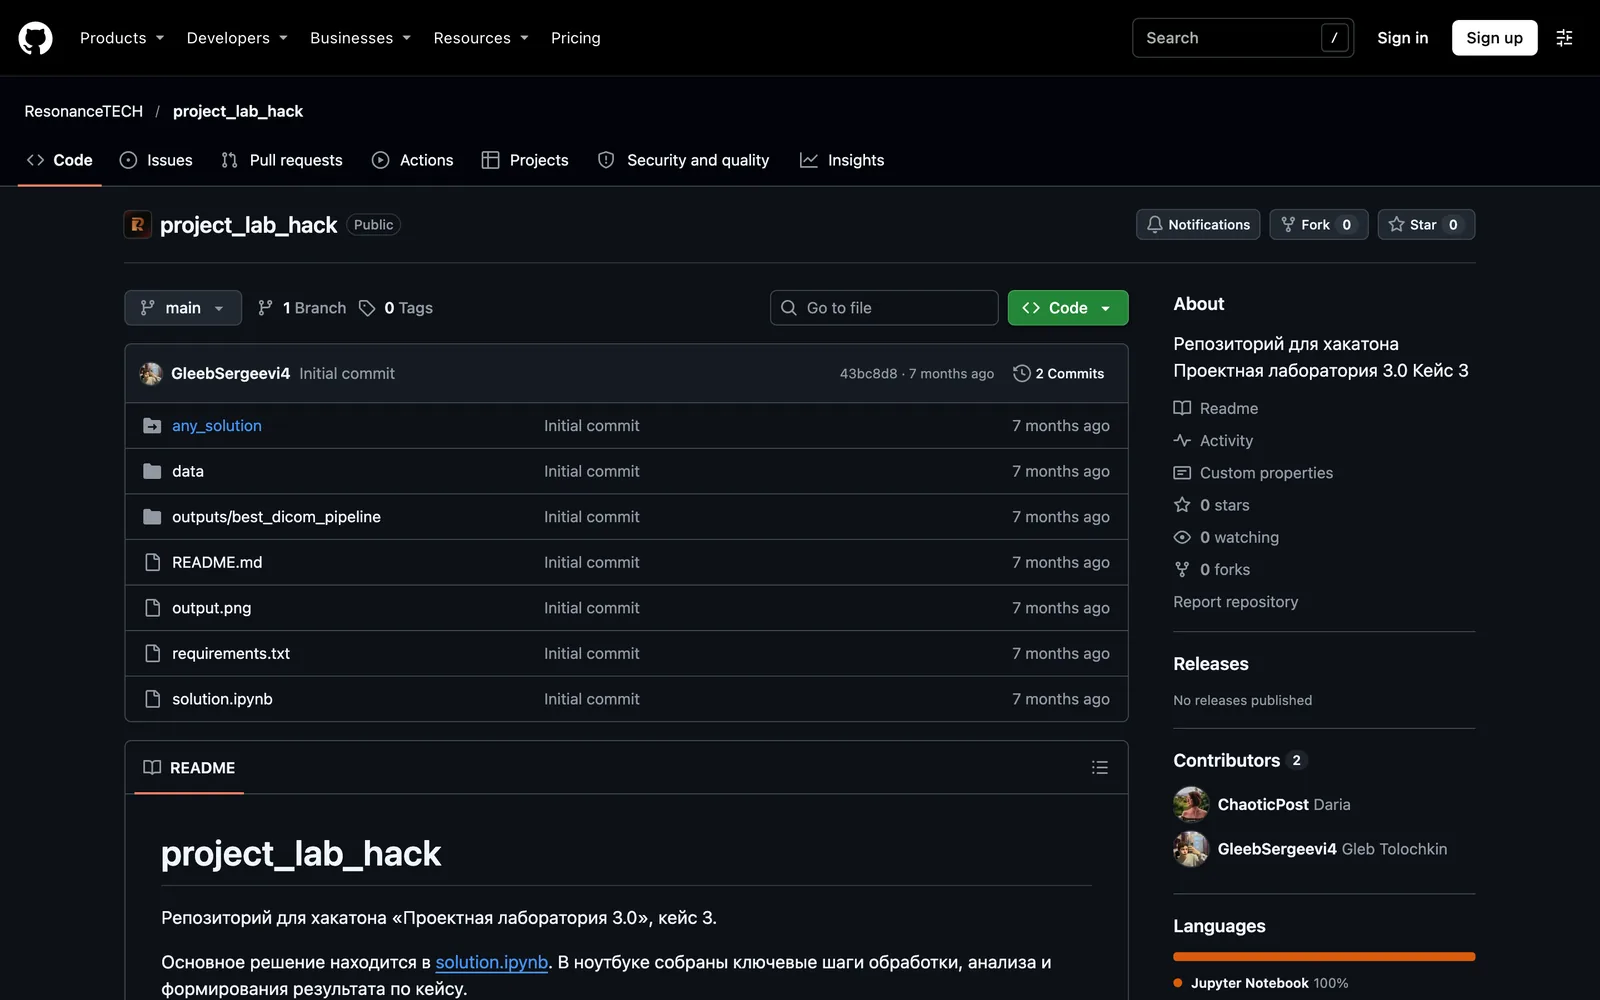 Products Developers Businesses Resources Pricing Search / Sign in Sign up
ResonanceTECH / project_lab_hack
Code Issues Pull requests Actions Projects Security and quality Insights
project_lab_hack Public Notifications Fork 0 Star 0
main 1 Branch 0 Tags Go to file Code
GleebSergeevi4 Initial commit 43bc8d8 · 7 months ago 2 Commits
any_solution Initial commit 7 months ago
data Initial commit 7 months ago
outputs/best_dicom_pipeline Initial commit 7 months ago
README.md Initial commit 7 months ago
output.png Initial commit 7 months ago
requirements.txt Initial commit 7 months ago
solution.ipynb Initial commit 7 months ago
README
project_lab_hack
Репозиторий для хакатона «Проектная лаборатория 3.0», кейс 3.
Основное решение находится в solution.ipynb. В ноутбуке собраны ключевые шаги обработки, анализа и
формирования результата по кейсу.
About
Репозиторий для хакатона
Проектная лаборатория 3.0 Кейс 3
Readme
Activity
Custom properties
0 stars
0 watching
0 forks
Report repository
Releases
No releases published
Contributors 2
ChaoticPost Daria
GleebSergeevi4 Gleb Tolochkin
Languages
Jupyter Notebook 100%